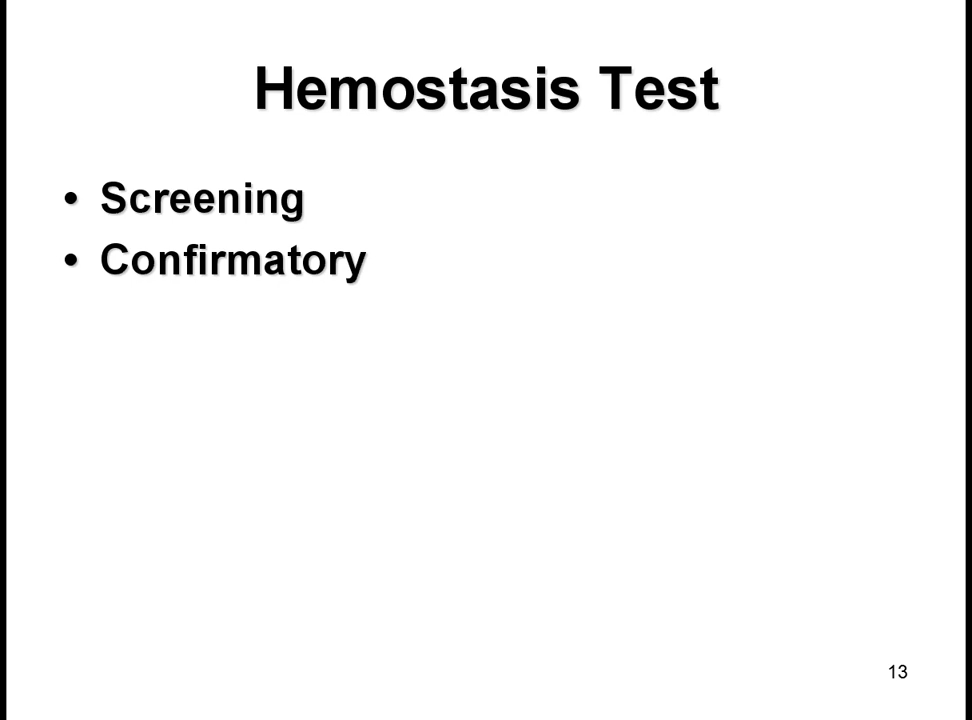 Hemostasis Test
• Screening
• Confirmatory
13